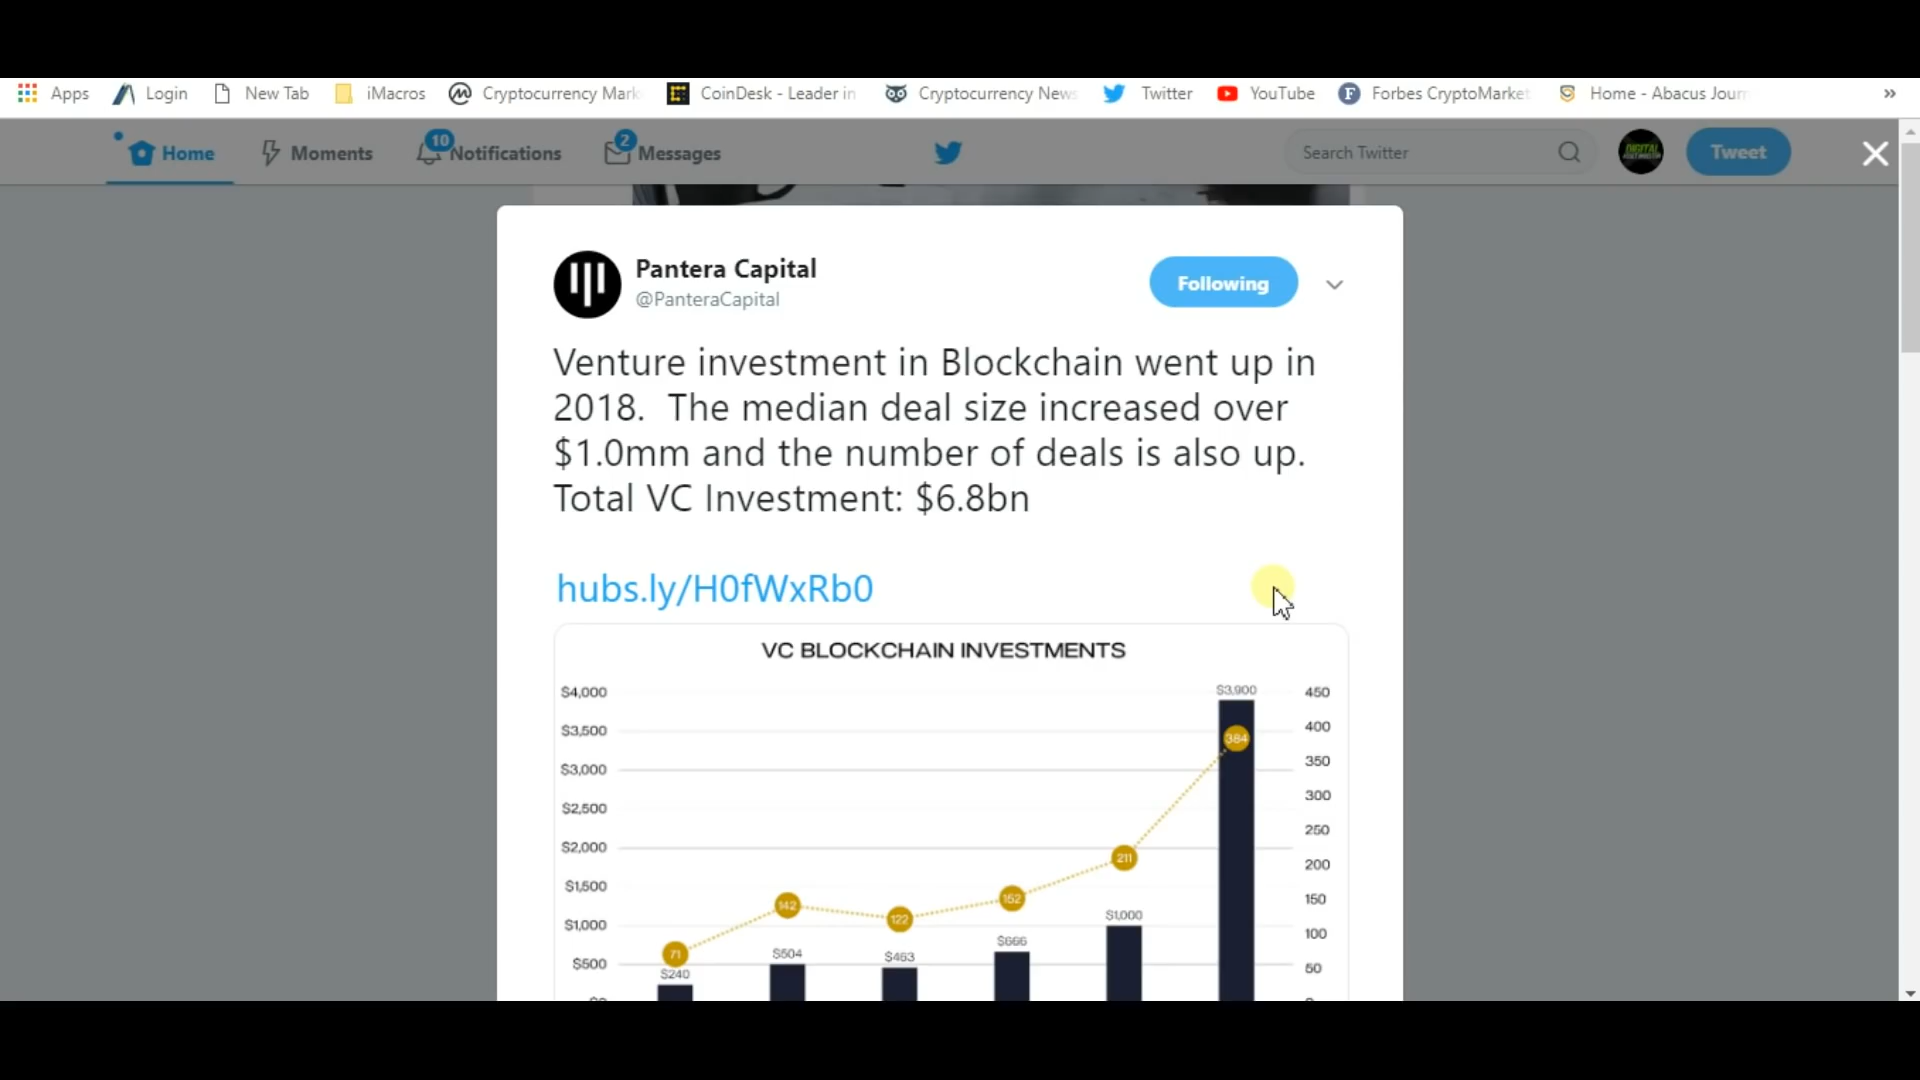 Apps Login New Tab iMacros Cryptocurrency Mark CoinDesk - Leader in Cryptocurrency News Twitter YouTube Forbes CryptoMarket Home - Abacus Journ »
Home Moments 10 Notifications 2 Messages Search Twitter DIGITAL Tweet
Pantera Capital
@PanteraCapital
Following
Venture investment in Blockchain went up in
2018. The median deal size increased over
$1.0mm and the number of deals is also up.
Total VC Investment: $6.8bn
hubs.ly/H0fWxRb0
VC BLOCKCHAIN INVESTMENTS
$4,000 $3,900 450
$3,500 384 400
$3,000 350
$2,500 300
250
$2,000 211 200
$1,500 142 122 152 150
$1,000 $1,000 100
$500 71 $240 $504 $463 $666 50